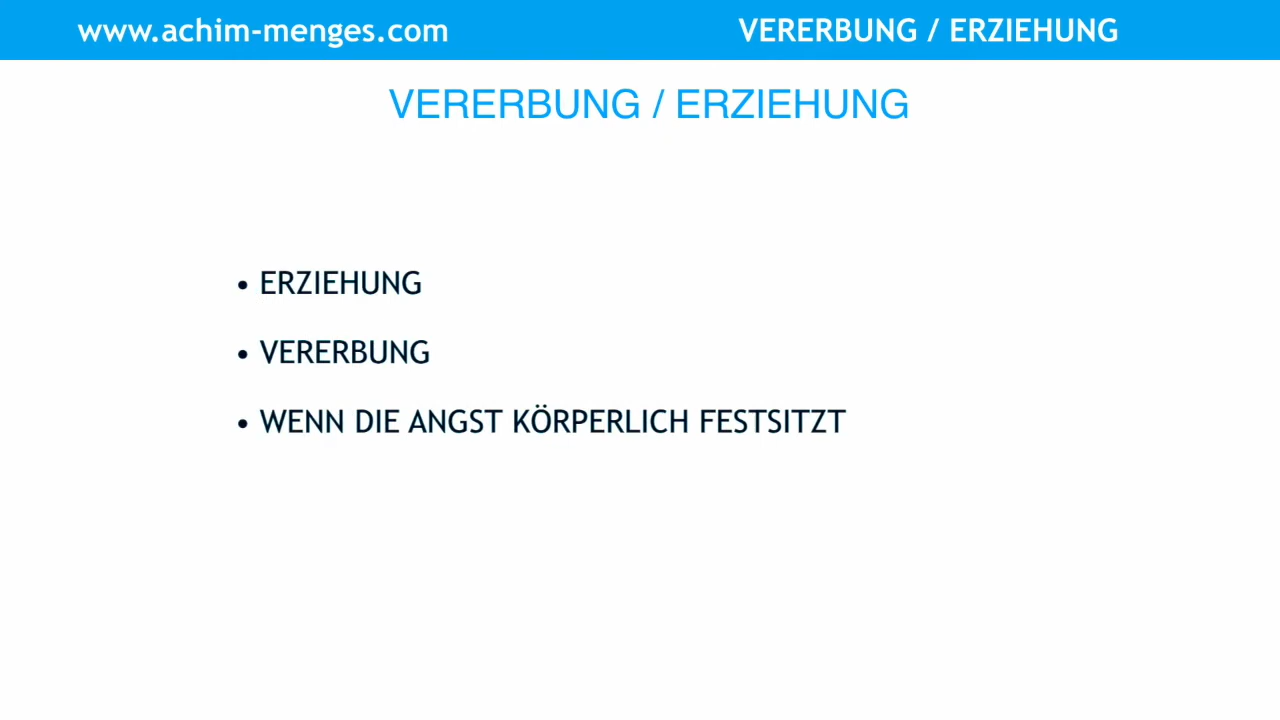 www.achim-menges.com VERERBUNG / ERZIEHUNG
VERERBUNG / ERZIEHUNG
• ERZIEHUNG
• VERERBUNG
• WENN DIE ANGST KÖRPERLICH FESTSITZT